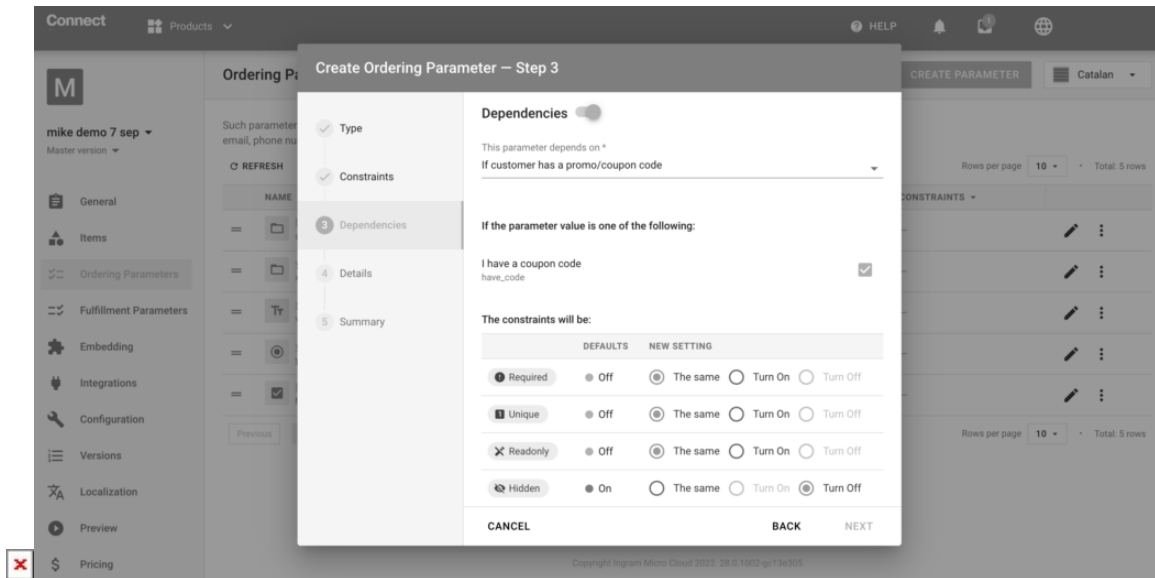 Connect
Products
HELP
1
M
mike demo 7 sep
Master version
General
Items
Ordering Parameters
Fulfillment Parameters
Embedding
Integrations
Configuration
Versions
Localization
Preview
Pricing
Ordering Pa
CREATE PARAMETER
Catalan
Such parameter
email, phone nu
REFRESH
Rows per page 10 • Total: 5 rows
NAME
CONSTRAINTS
Previous
Rows per page 10 • Total: 5 rows
Create Ordering Parameter — Step 3
Type
Constraints
3 Dependencies
4 Details
5 Summary
Dependencies
This parameter depends on *
If customer has a promo/coupon code
If the parameter value is one of the following:
I have a coupon code
have_code
The constraints will be:
DEFAULTS NEW SETTING
Required Off The same Turn On Turn Off
Unique Off The same Turn On Turn Off
Readonly Off The same Turn On Turn Off
Hidden On The same Turn On Turn Off
CANCEL BACK NEXT